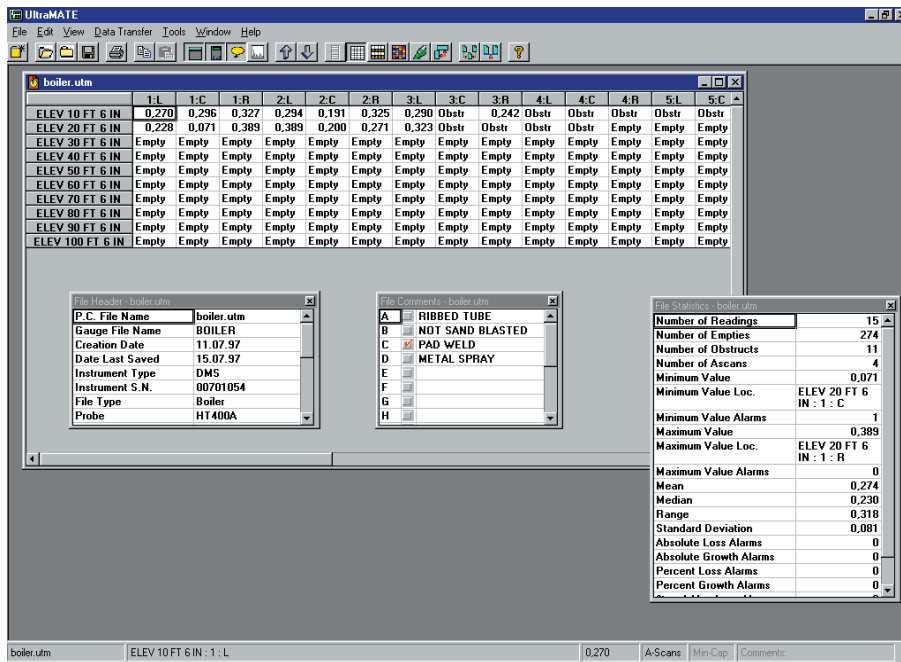 UltraMATE
File Edit View Data Transfer Tools Window Help
boiler.utm
1:L 1:C 1:R 2:L 2:C 2:R 3:L 3:C 3:R 4:L 4:C 4:R 5:L 5:C
ELEV 10 FT 6 IN 0,270 0,296 0,327 0,294 0,191 0,325 0,290 Obstr 0,242 Obstr Obstr Obstr Obstr Obstr
ELEV 20 FT 6 IN 0,228 0,071 0,389 0,389 0,200 0,271 0,323 Obstr Obstr Obstr Obstr Empty Empty Empty
ELEV 30 FT 6 IN Empty Empty Empty Empty Empty Empty Empty Empty Empty Empty Empty Empty Empty Empty
ELEV 40 FT 6 IN Empty Empty Empty Empty Empty Empty Empty Empty Empty Empty Empty Empty Empty Empty
ELEV 50 FT 6 IN Empty Empty Empty Empty Empty Empty Empty Empty Empty Empty Empty Empty Empty Empty
ELEV 60 FT 6 IN Empty Empty Empty Empty Empty Empty Empty Empty Empty Empty Empty Empty Empty Empty
ELEV 70 FT 6 IN Empty Empty Empty Empty Empty Empty Empty Empty Empty Empty Empty Empty Empty Empty
ELEV 80 FT 6 IN Empty Empty Empty Empty Empty Empty Empty Empty Empty Empty Empty Empty Empty Empty
ELEV 90 FT 6 IN Empty Empty Empty Empty Empty Empty Empty Empty Empty Empty Empty Empty Empty Empty
ELEV 100 FT 6 IN Empty Empty Empty Empty Empty Empty Empty Empty Empty Empty Empty Empty Empty Empty
File Header - boiler.utm
P.C. File Name boiler.utm
Gauge File Name BOILER
Creation Date 11.07.97
Date Last Saved 15.07.97
Instrument Type DMS
Instrument S.N. 00701054
File Type Boiler
Probe HT400A
File Comments - boiler.utm
A RIBBED TUBE
B NOT SAND BLASTED
C PAD WELD
D METAL SPRAY
E
F
G
H
File Statistics - boiler.utm
Number of Readings 15
Number of Empties 274
Number of Obstructs 11
Number of Ascans 4
Minimum Value 0,071
Minimum Value Loc. ELEV 20 FT 6
IN : 1 : C
Minimum Value Alarms 1
Maximum Value 0,389
Maximum Value Loc. ELEV 20 FT 6
IN : 1 : R
Maximum Value Alarms 0
Mean 0,274
Median 0,230
Range 0,318
Standard Deviation 0,081
Absolute Loss Alarms 0
Absolute Growth Alarms 0
Percent Loss Alarms 0
Percent Growth Alarms 0
boiler.utm ELEV 10 FT 6 IN : 1 : L 0,270 A-Scans Min-Cap Comments: